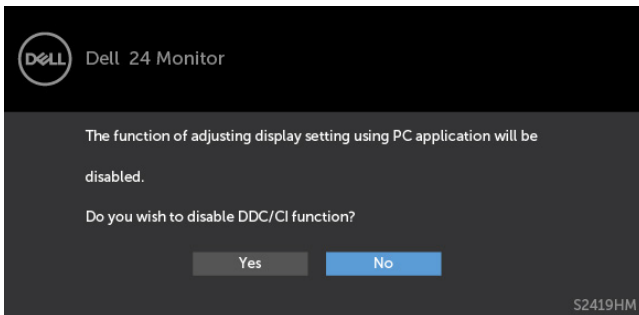 DELL
Dell 24 Monitor
The function of adjusting display setting using PC application will be
disabled.
Do you wish to disable DDC/CI function?
Yes
No
S2419HM